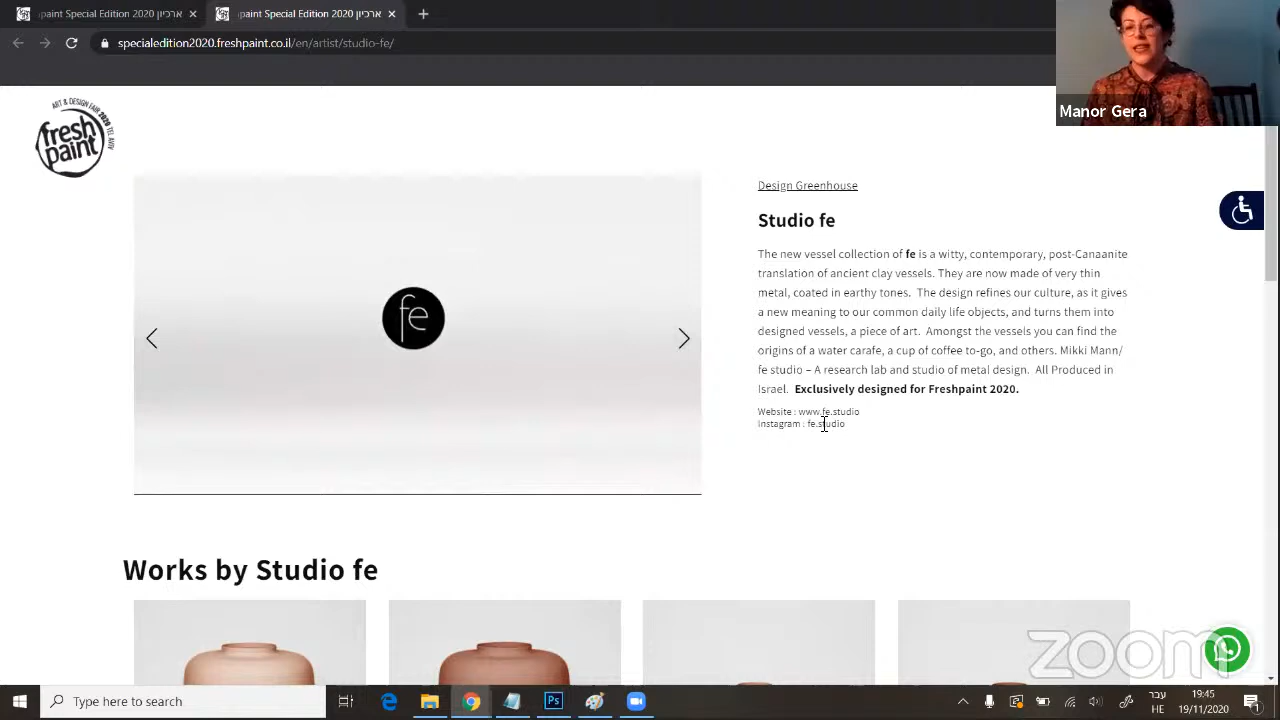 paint Special Edition 2020 ארכיון
paint Special Edition 2020 ארכיון
specialedition2020.freshpaint.co.il/en/artist/studio-fe/
Manor Gera
ART & DESIGN FAIR 2020 TEL AVIV
fresh
paint
Design Greenhouse
Studio fe
The new vessel collection of fe is a witty, contemporary, post-Canaanite
translation of ancient clay vessels. They are now made of very thin
metal, coated in earthy tones. The design refines our culture, as it gives
a new meaning to our common daily life objects, and turns them into
designed vessels, a piece of art. Amongst the vessels you can find the
origins of a water carafe, a cup of coffee to-go, and others. Mikki Mann/
fe studio – A research lab and studio of metal design. All Produced in
Israel. Exclusively designed for Freshpaint 2020.
Website : www.fe.studio
Instagram : fe.studio
fe
Works by Studio fe
zoom
Type here to search
Ps
19:45
19/11/2020